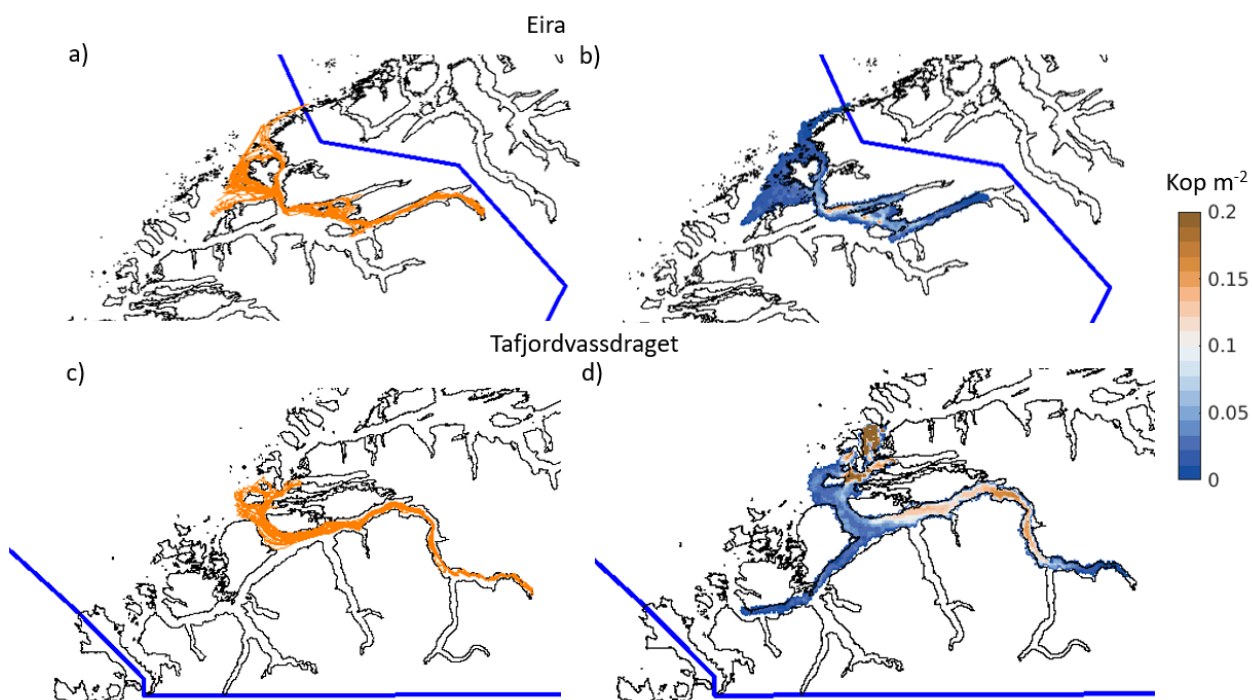 Eira
a)
b)
Kop m-2
0.2
0.15
0.1
0.05
0
Tafjordvassdraget
c)
d)